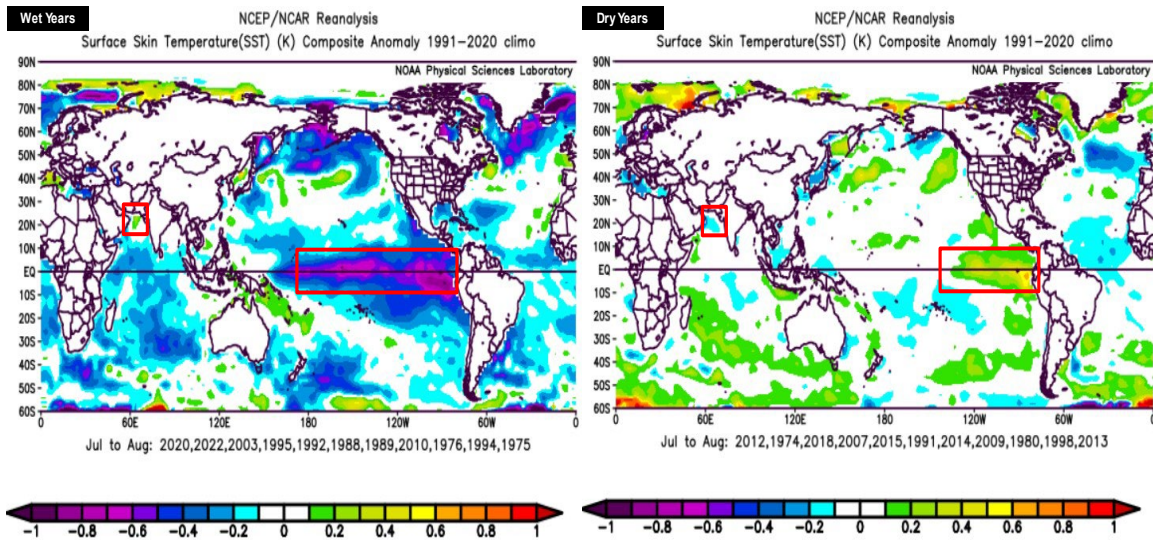 Wet Years
NCEP/NCAR Reanalysis
Surface Skin Temperature(SST) (K) Composite Anomaly 1991-2020 climo
NOAA Physical Sciences Laboratory
90N
80N
70N
60N
50N
40N
30N
20N
10N
EQ
10S
20S
30S
40S
50S
60S
0 60E 120E 180 120W 60W 0
Jul to Aug: 2020,2022,2003,1995,1992,1988,1989,2010,1976,1994,1975
-1 -0.8 -0.6 -0.4 -0.2 0 0.2 0.4 0.6 0.8 1
Dry Years
NCEP/NCAR Reanalysis
Surface Skin Temperature(SST) (K) Composite Anomaly 1991-2020 climo
NOAA Physical Sciences Laboratory
90N
80N
70N
60N
50N
40N
30N
20N
10N
EQ
10S
20S
30S
40S
50S
60S
0 60E 120E 180 120W 60W 0
Jul to Aug: 2012,1974,2018,2007,2015,1991,2014,2009,1980,1998,2013
-1 -0.8 -0.6 -0.4 -0.2 0 0.2 0.4 0.6 0.8 1